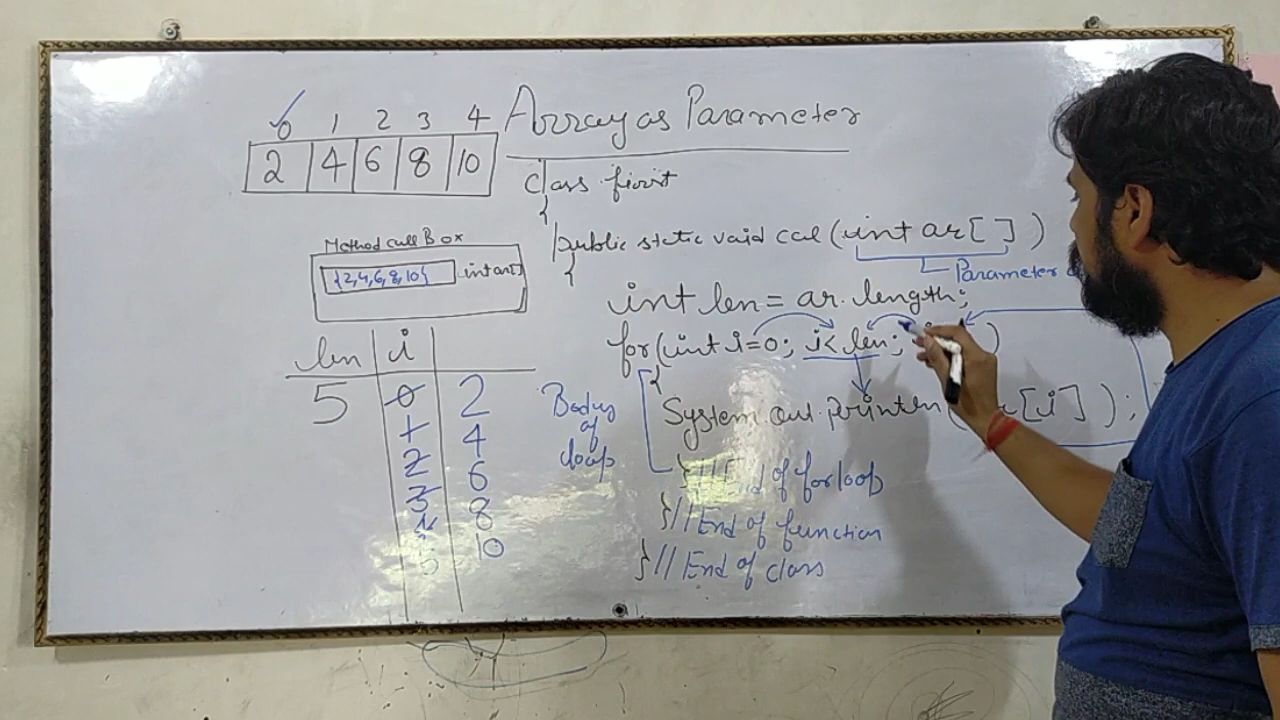 0 1 2 3 4
2 4 6 8 10
Array as Parameter
class first
{
public static void cal (int ar[ ])
{
Parameter
int len = ar.length;
for(int i=0; i<len;      )
{
System out.println (   [i] );
} // End of for loop
} // End of function
} // End of class
Body
of
loop
Method call Box
{2,4,6,8,10} int ar[]
len i
5 0 2
1 4
2 6
3 8
4 10
5